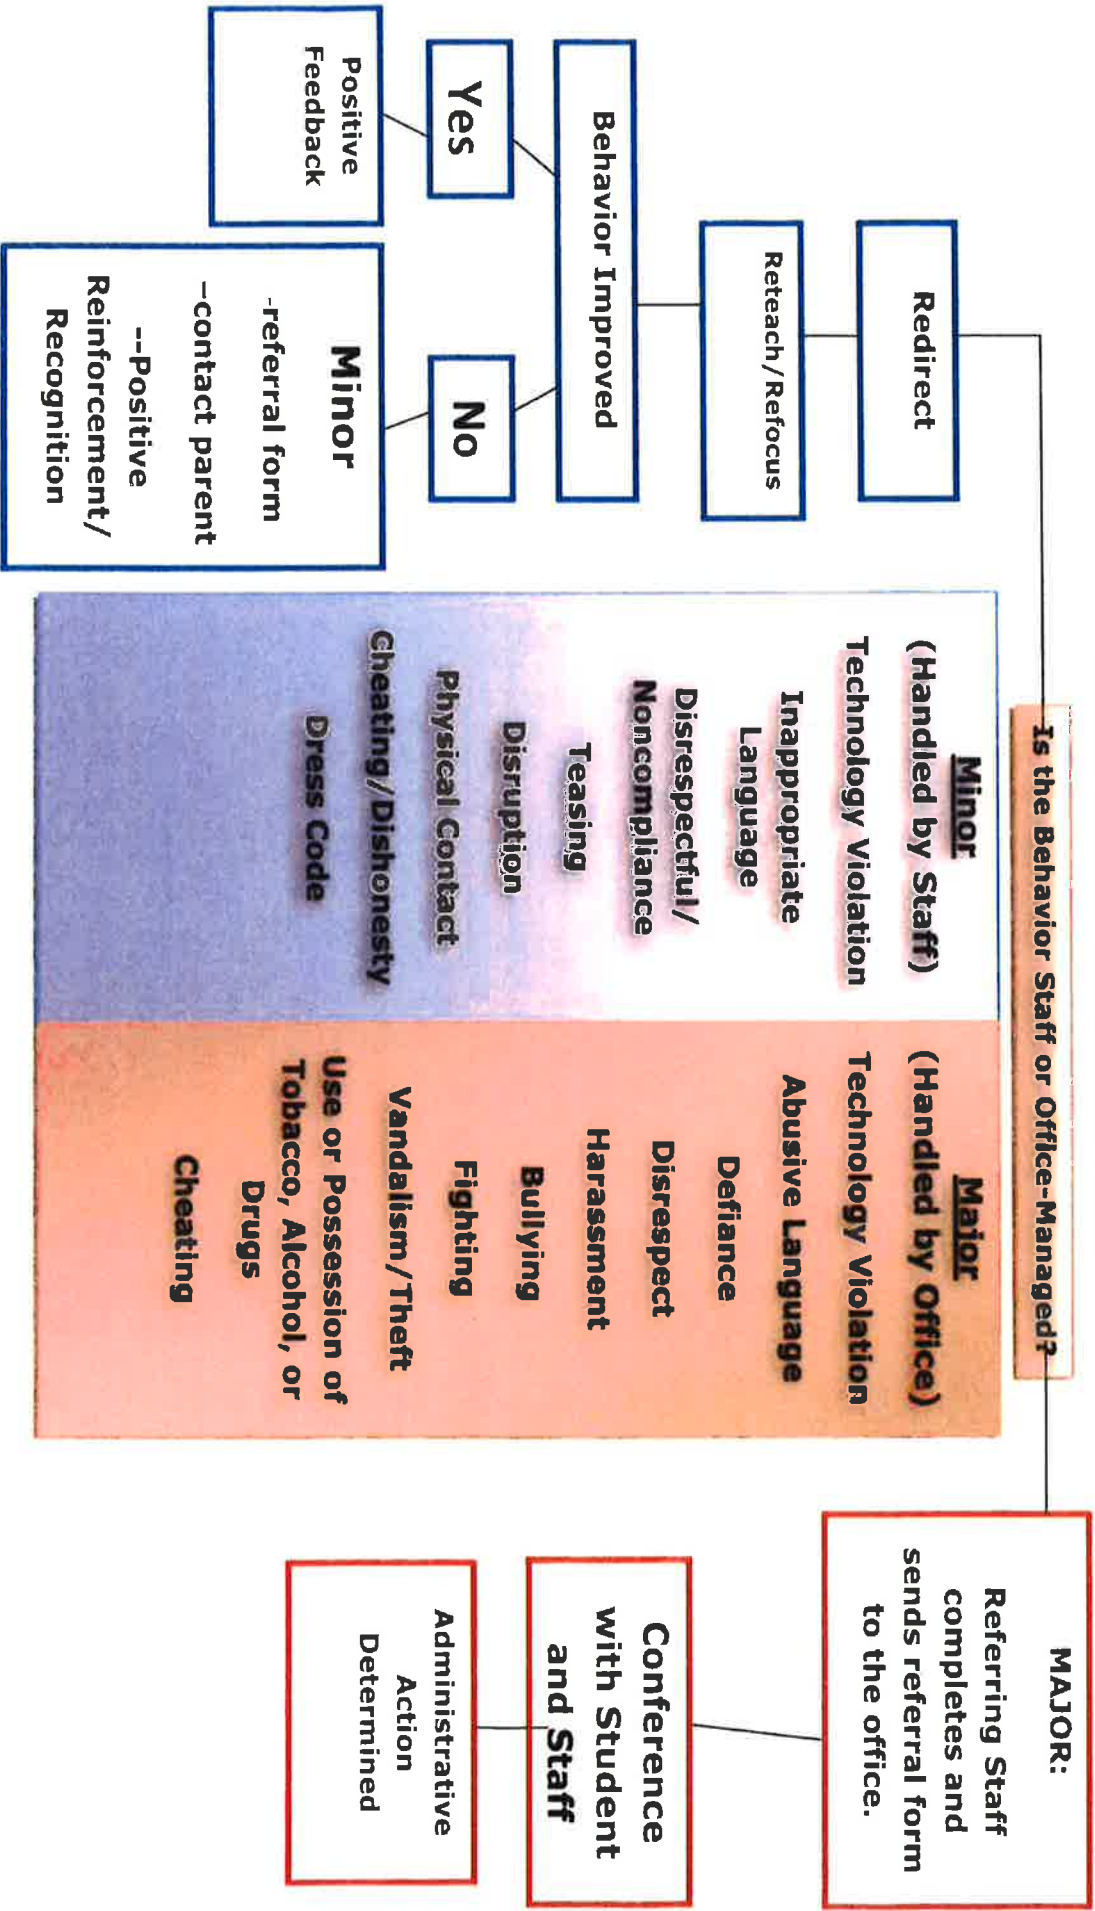 Is the Behavior Staff or Office-Managed?
Redirect
Reteach/Refocus
Behavior Improved
Yes
No
Positive
Feedback
Minor
-referral form
–contact parent
--Positive
Reinforcement/
Recognition
Minor
(Handled by Staff)
Technology Violation
Inappropriate
Language
Disrespectful/
Noncompliance
Teasing
Disruption
Physical Contact
Cheating/Dishonesty
Dress Code
Major
(Handled by Office)
Technology Violation
Abusive Language
Defiance
Disrespect
Harassment
Bullying
Fighting
Vandalism/Theft
Use or Possession of
Tobacco, Alcohol, or
Drugs
Cheating
MAJOR:
Referring Staff
completes and
sends referral form
to the office.
Conference
with Student
and Staff
Administrative
Action
Determined